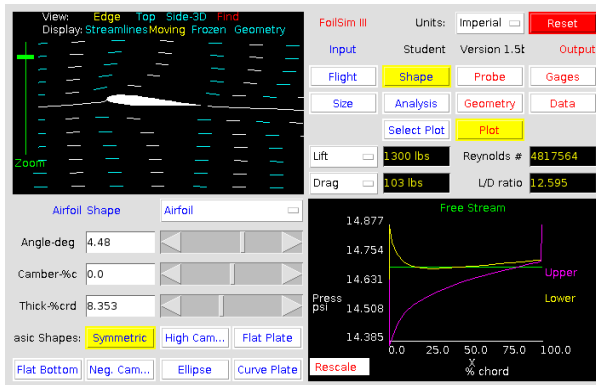 View: Edge Top Side-3D Find
Display: Streamlines Moving Frozen Geometry
Zoom
FoilSim III Units: Imperial Reset
Input Student Version 1.5b Output
Flight Shape Probe Gages
Size Analysis Geometry Data
Select Plot Plot
Lift 1300 lbs Reynolds # 4817564
Drag 103 lbs L/D ratio 12.595
Airfoil Shape Airfoil
Angle-deg 4.48
Camber-%c 0.0
Thick-%crd 8.353
asic Shapes: Symmetric High Cam... Flat Plate
Flat Bottom Neg. Cam... Ellipse Curve Plate
Free Stream
14.877
14.754
14.631
Press
psi
14.508
14.385
Upper
Lower
0.0 25.0 50.0 75.0 100.0
X
% chord
Rescale